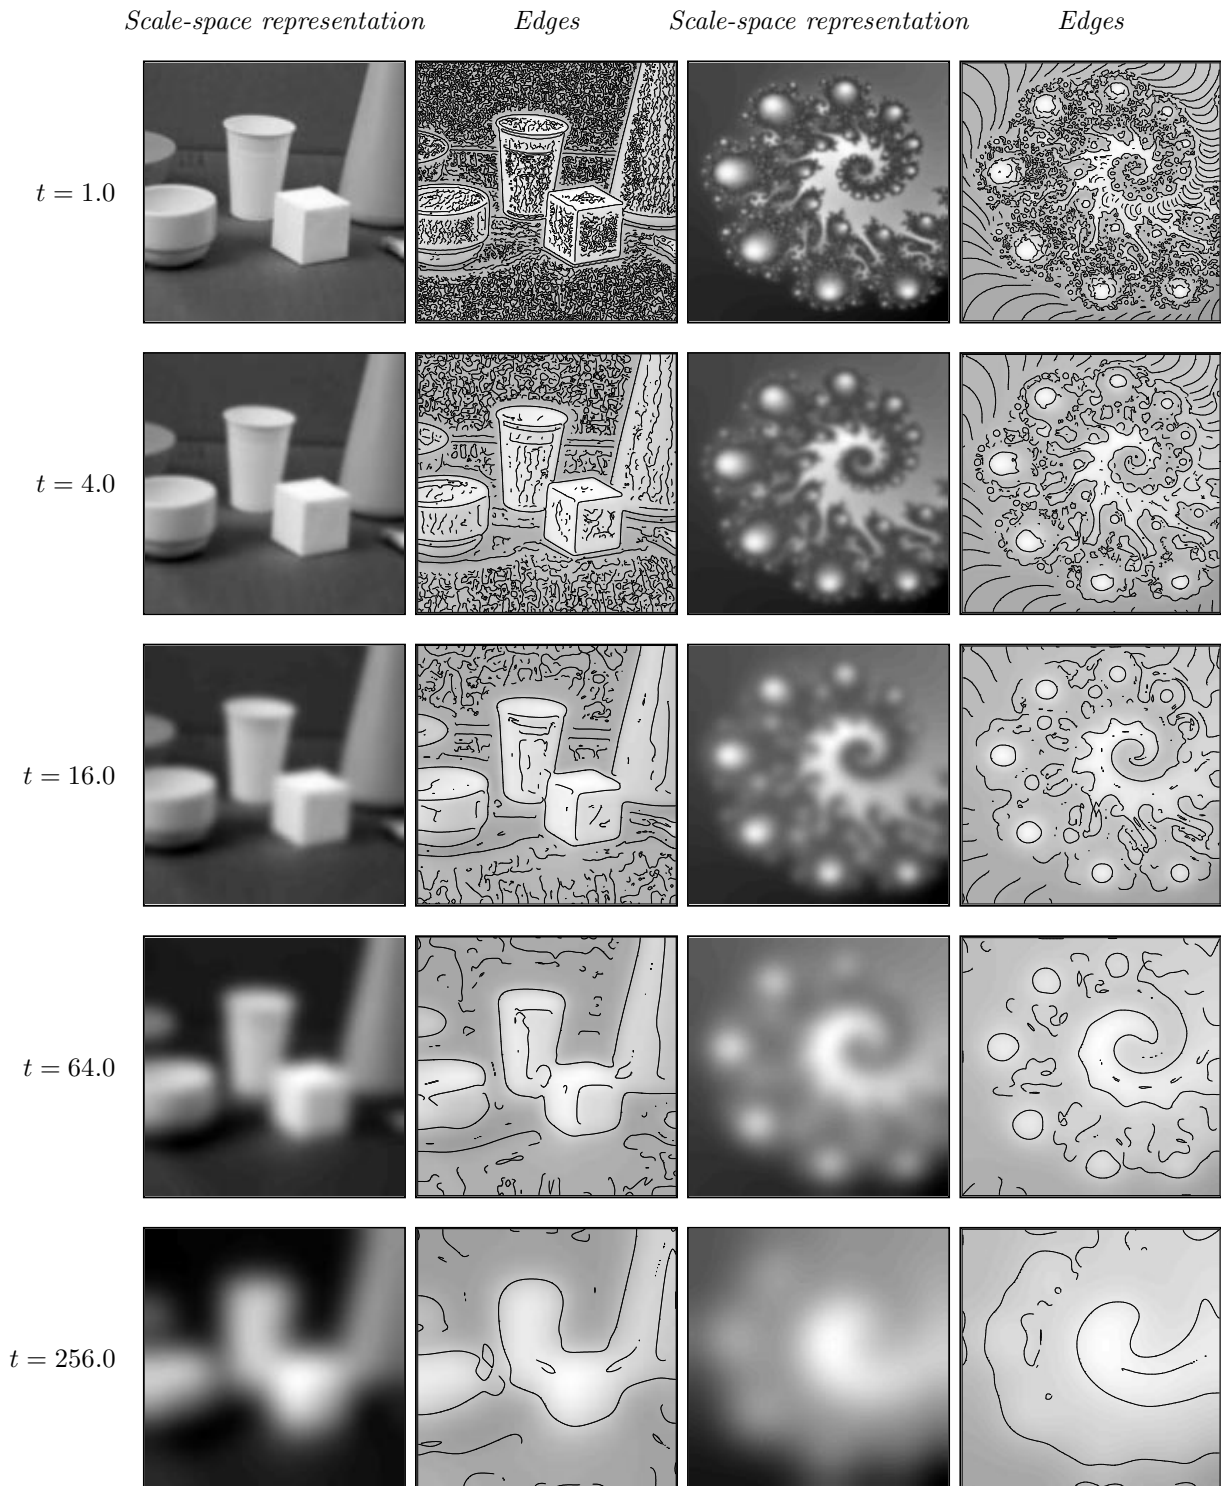 Scale-space representation Edges Scale-space representation Edges
t = 1.0
t = 4.0
t = 16.0
t = 64.0
t = 256.0